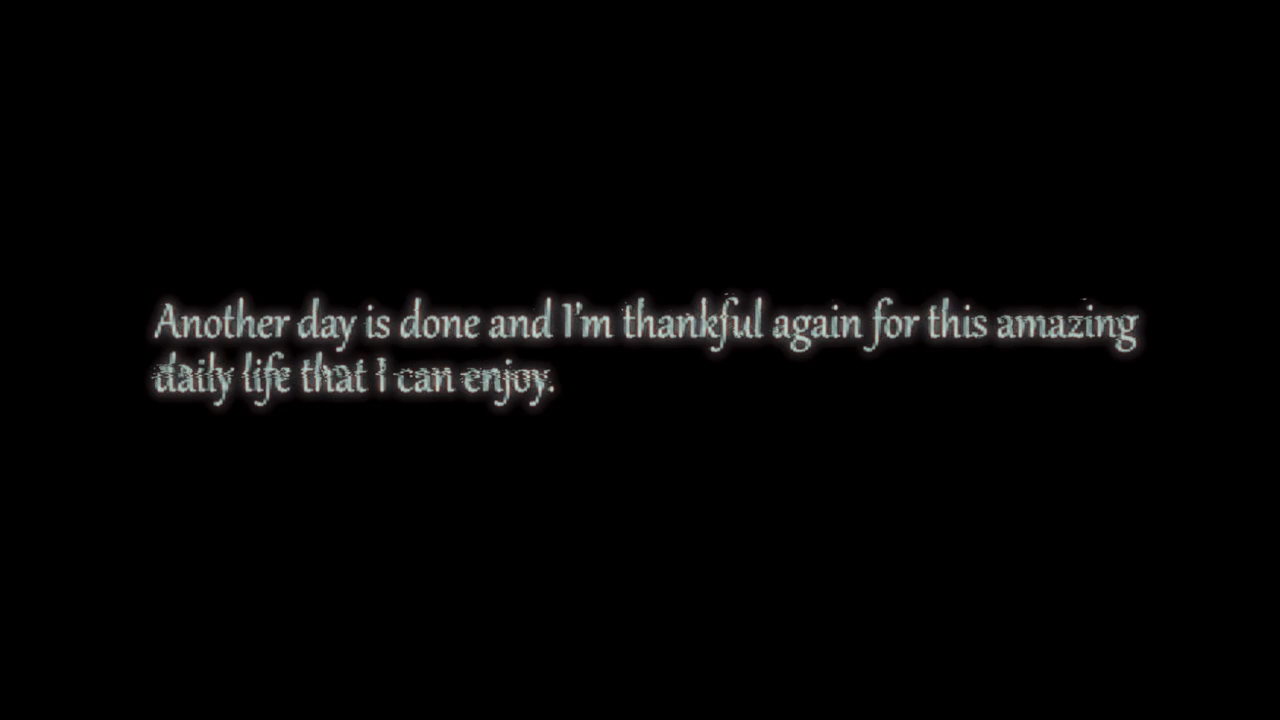 Another day is done and I'm thankful again for this amazing
daily life that I can enjoy.